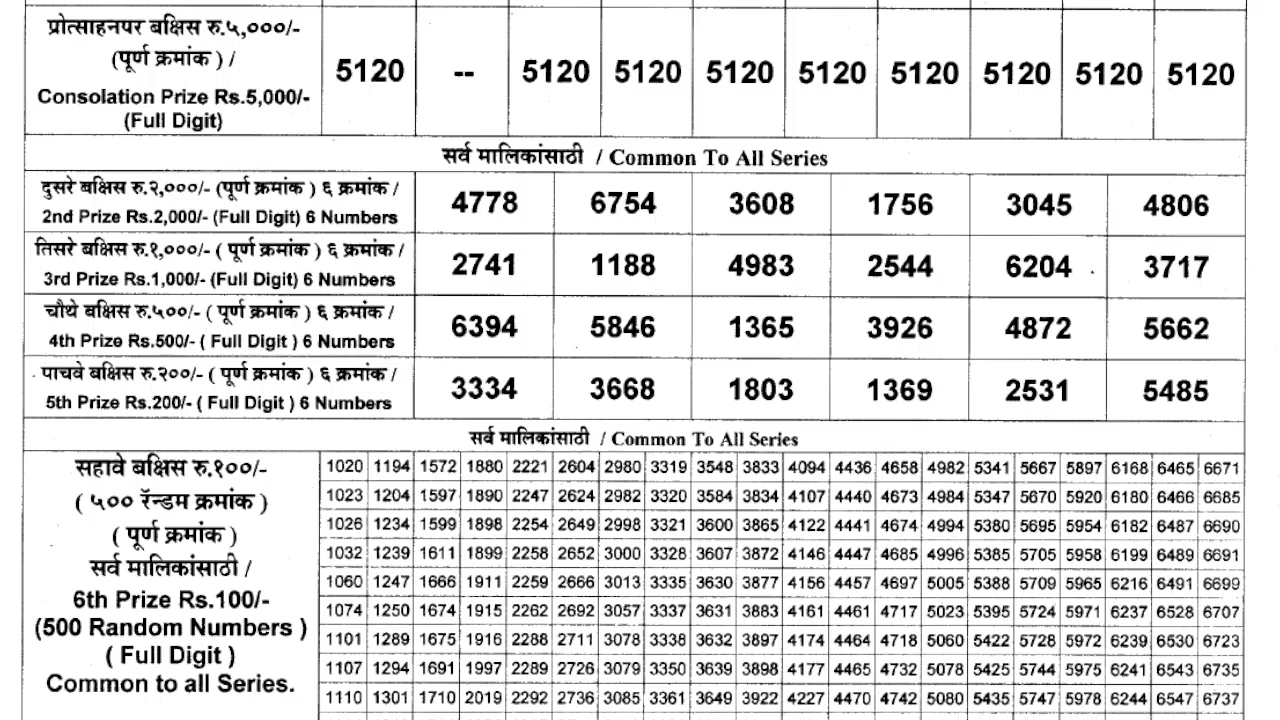 प्रोत्साहनपर बक्षिस रु.५,०००/-
(पूर्ण क्रमांक ) /
Consolation Prize Rs.5,000/-
(Full Digit)
5120 -- 5120 5120 5120 5120 5120 5120 5120 5120
सर्व मालिकांसाठी / Common To All Series
दुसरे बक्षिस रु.२,०००/- (पूर्ण क्रमांक ) ६ क्रमांक /
2nd Prize Rs.2,000/- (Full Digit) 6 Numbers
4778 6754 3608 1756 3045 4806
तिसरे बक्षिस रु.१,०००/- ( पूर्ण क्रमांक ) ६ क्रमांक /
3rd Prize Rs.1,000/- (Full Digit) 6 Numbers
2741 1188 4983 2544 6204 3717
चौथे बक्षिस रु.५००/- ( पूर्ण क्रमांक ) ६ क्रमांक /
4th Prize Rs.500/- ( Full Digit ) 6 Numbers
6394 5846 1365 3926 4872 5662
पाचवे बक्षिस रु.२००/- ( पूर्ण क्रमांक ) ६ क्रमांक /
5th Prize Rs.200/- ( Full Digit ) 6 Numbers
3334 3668 1803 1369 2531 5485
सर्व मालिकांसाठी / Common To All Series
सहावे बक्षिस रु.१००/-
( ५०० रॅन्डम क्रमांक )
( पूर्ण क्रमांक )
सर्व मालिकांसाठी /
6th Prize Rs.100/-
(500 Random Numbers )
( Full Digit )
Common to all Series.
1020 1194 1572 1880 2221 2604 2980 3319 3548 3833 4094 4436 4658 4982 5341 5667 5897 6168 6465 6671
1023 1204 1597 1890 2247 2624 2982 3320 3584 3834 4107 4440 4673 4984 5347 5670 5920 6180 6466 6685
1026 1234 1599 1898 2254 2649 2998 3321 3600 3865 4122 4441 4674 4994 5380 5695 5954 6182 6487 6690
1032 1239 1611 1899 2258 2652 3000 3328 3607 3872 4146 4447 4685 4996 5385 5705 5958 6199 6489 6691
1060 1247 1666 1911 2259 2666 3013 3335 3630 3877 4156 4457 4697 5005 5388 5709 5965 6216 6491 6699
1074 1250 1674 1915 2262 2692 3057 3337 3631 3883 4161 4461 4717 5023 5395 5724 5971 6237 6528 6707
1101 1289 1675 1916 2288 2711 3078 3338 3632 3897 4174 4464 4718 5060 5422 5728 5972 6239 6530 6723
1107 1294 1691 1997 2289 2726 3079 3350 3639 3898 4177 4465 4732 5078 5425 5744 5975 6241 6543 6735
1110 1301 1710 2019 2292 2736 3085 3361 3649 3922 4227 4470 4742 5080 5435 5747 5978 6244 6547 6737